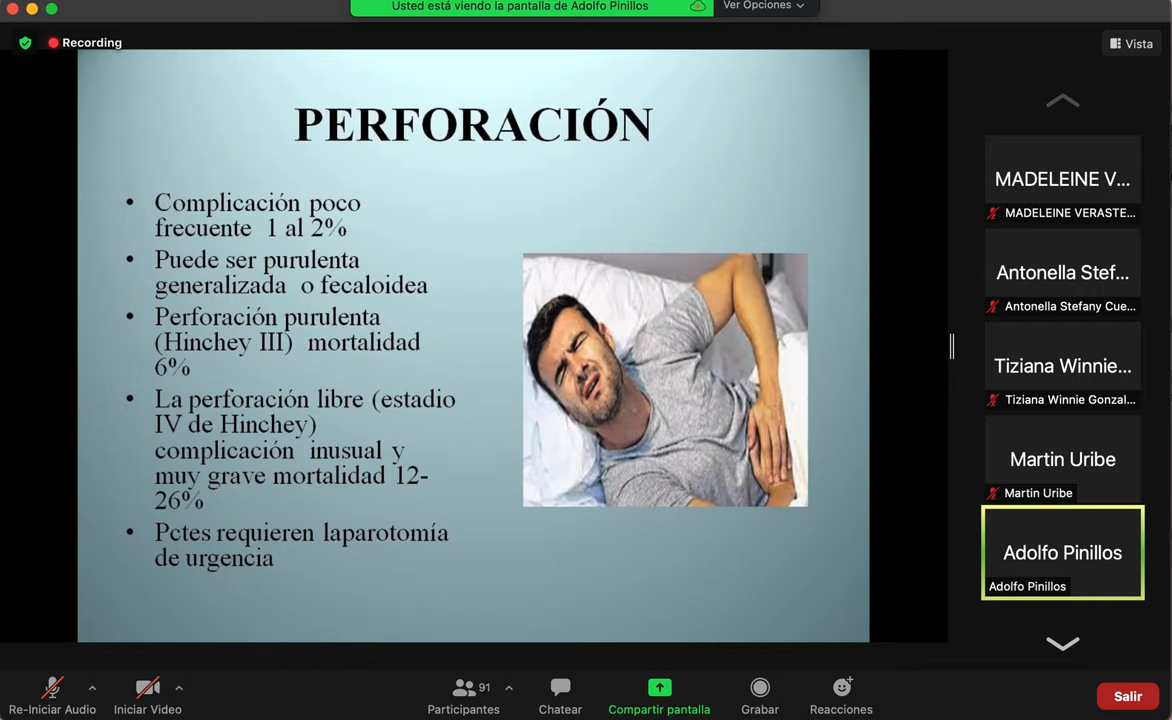 Usted está viendo la pantalla de Adolfo Pinillos
Ver Opciones
Recording
Vista
PERFORACIÓN
• Complicación poco
frecuente 1 al 2%
• Puede ser purulenta
generalizada o fecaloidea
• Perforación purulenta
(Hinchey III) mortalidad
6%
• La perforación libre (estadio
IV de Hinchey)
complicación inusual y
muy grave mortalidad 12-
26%
• Pctes requieren laparotomía
de urgencia
MADELEINE V...
MADELEINE VERASTE...
Antonella Stef...
Antonella Stefany Cue...
Tiziana Winnie...
Tiziana Winnie Gonzal...
Martin Uribe
Martin Uribe
Adolfo Pinillos
Adolfo Pinillos
Re-Iniciar Audio
Iniciar Video
91
Participantes
Chatear
Compartir pantalla
Grabar
Reacciones
Salir